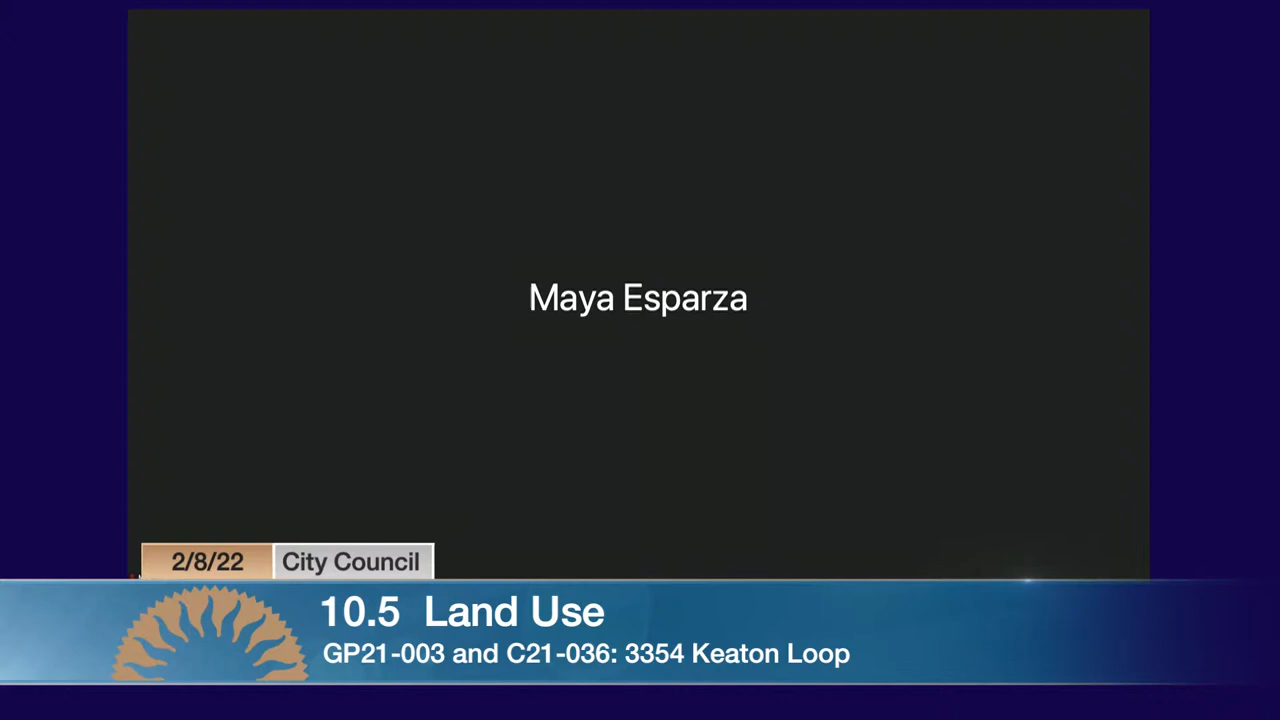 Maya Esparza
2/8/22 City Council
10.5 Land Use
GP21-003 and C21-036: 3354 Keaton Loop